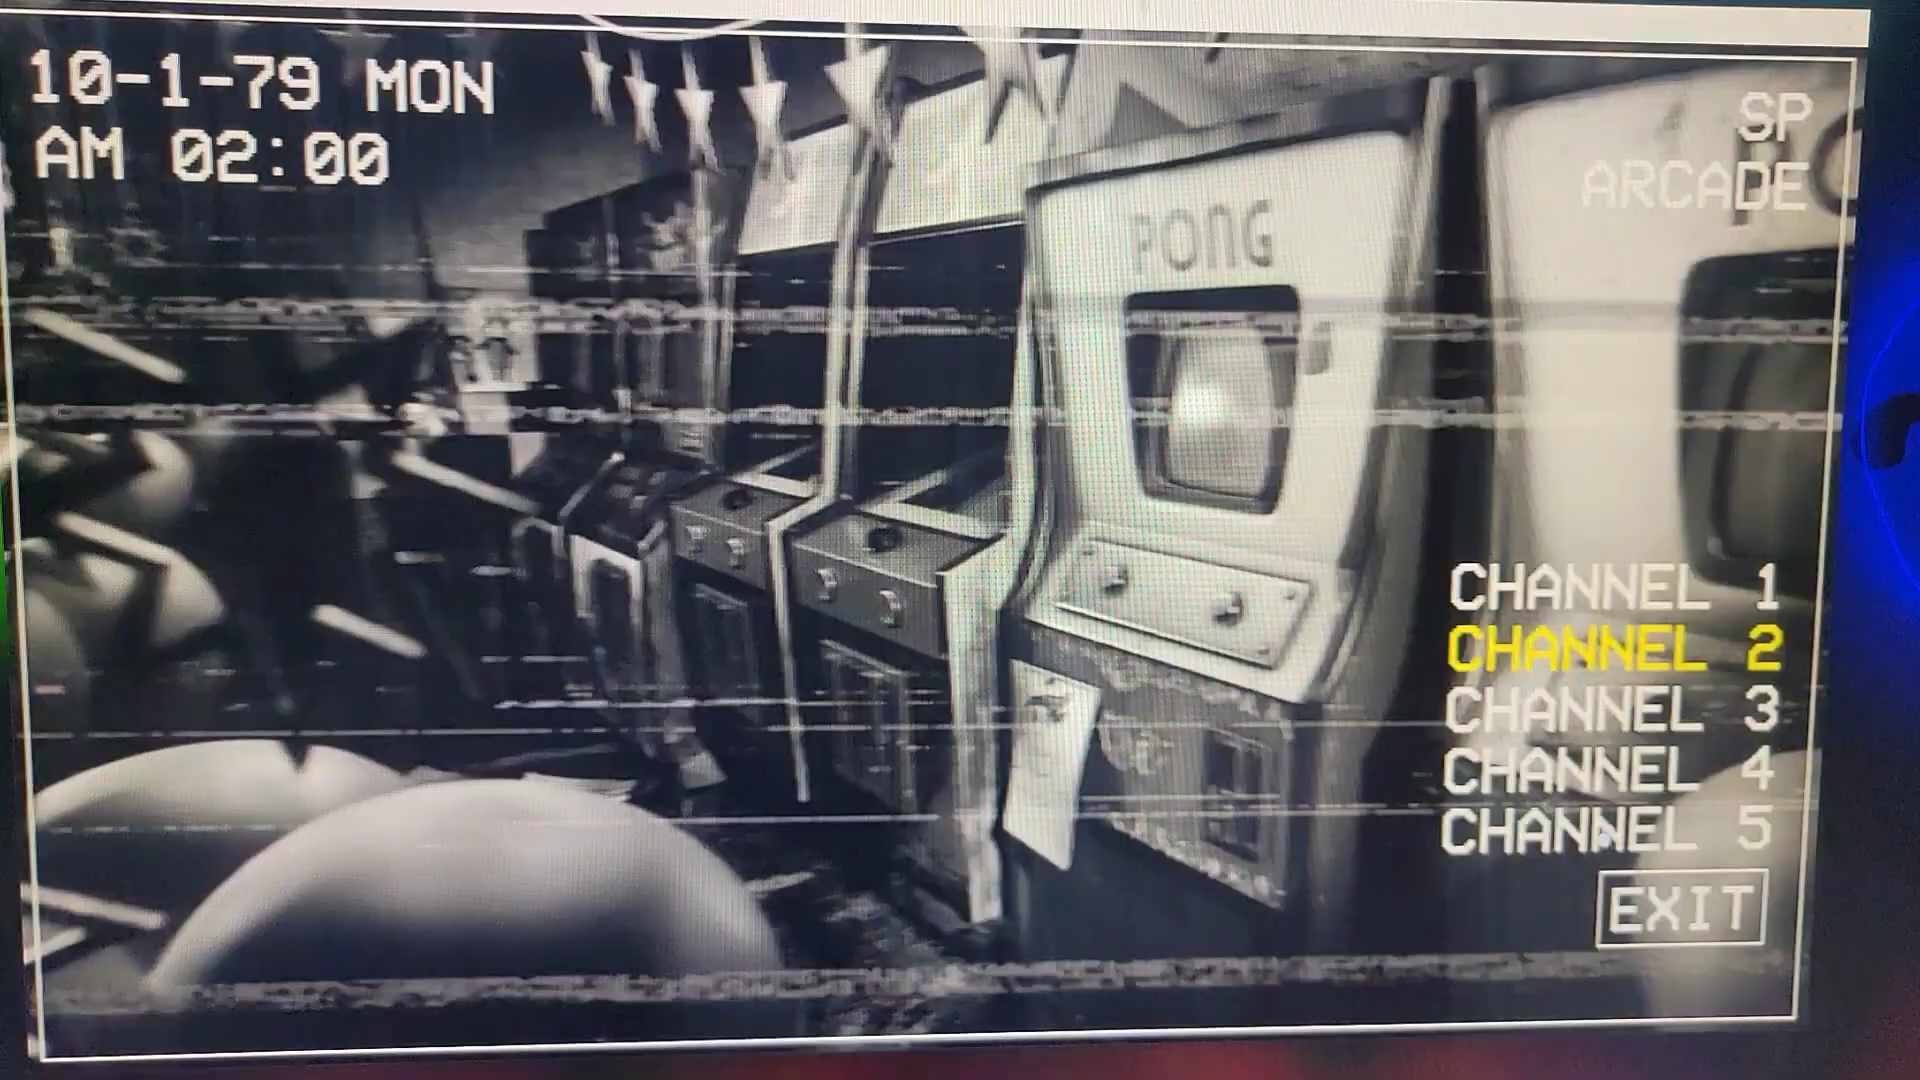 10-1-79 MON
AM 02:00
SP
ARCADE
PONG
CHANNEL 1
CHANNEL 2
CHANNEL 3
CHANNEL 4
CHANNEL 5
EXIT